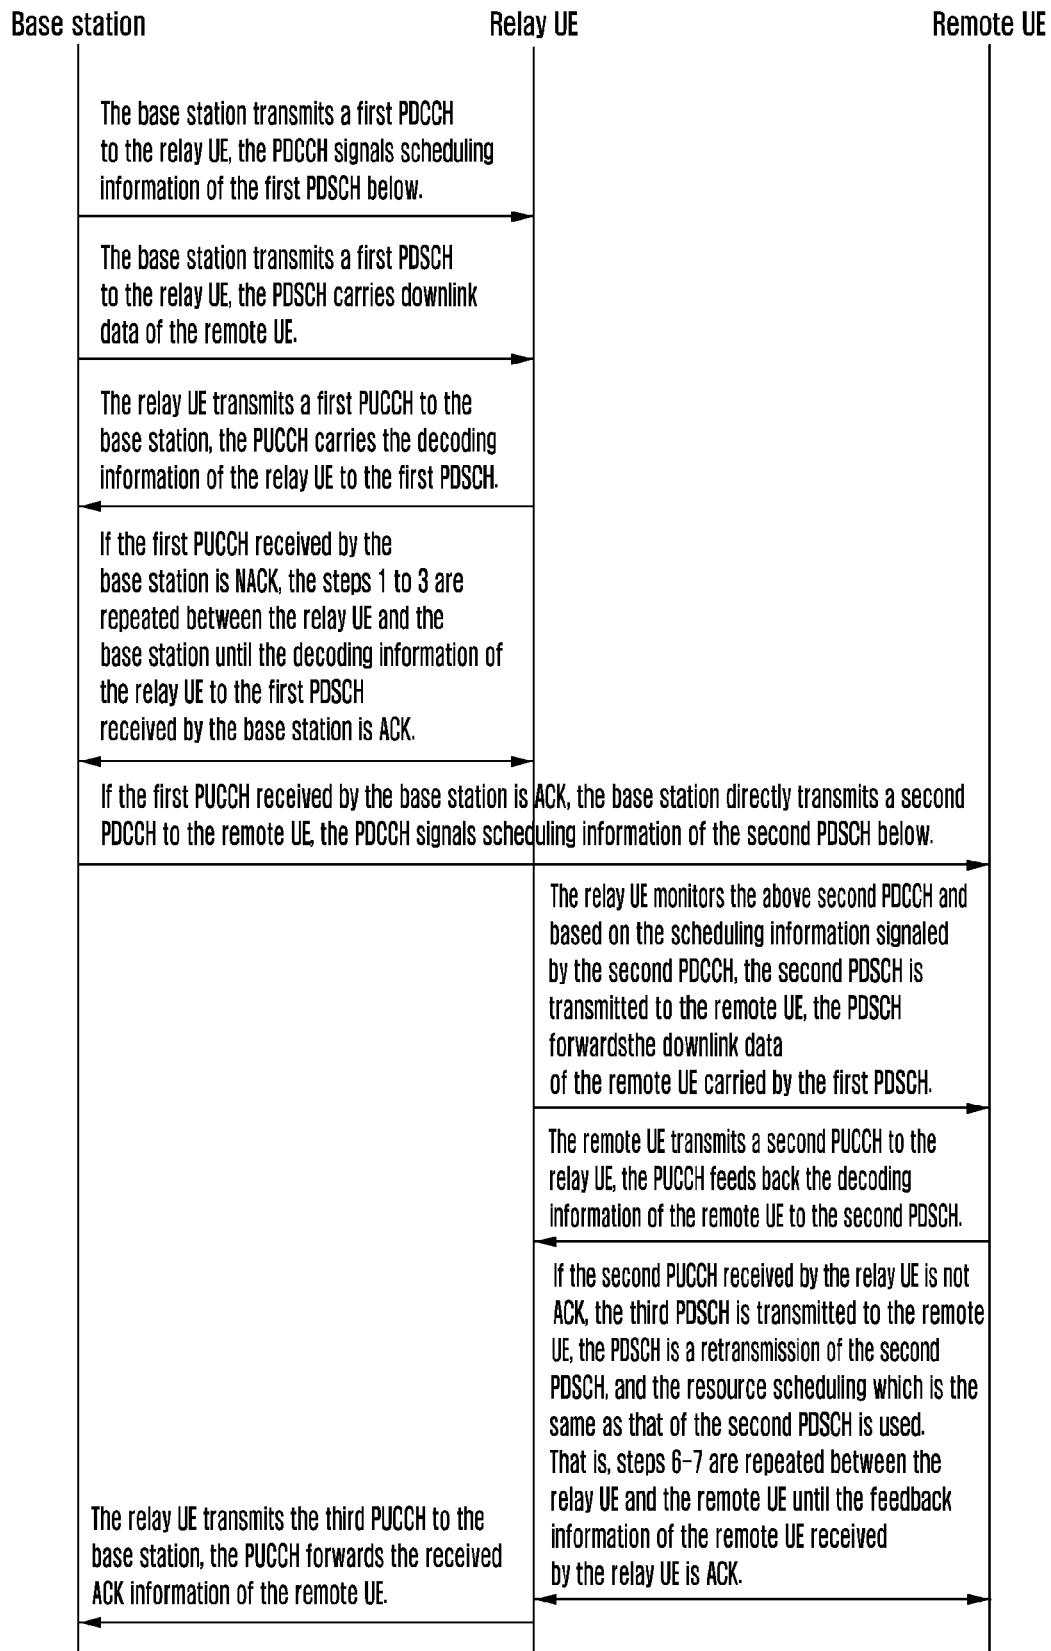 Base station
Relay UE
Remote UE
The base station transmits a first PDCCH
to the relay UE, the PDCCH signals scheduling
information of the first PDSCH below.
The base station transmits a first PDSCH
to the relay UE, the PDSCH carries downlink
data of the remote UE.
The relay UE transmits a first PUCCH to the
base station, the PUCCH carries the decoding
information of the relay UE to the first PDSCH.
If the first PUCCH received by the
base station is NACK, the steps 1 to 3 are
repeated between the relay UE and the
base station until the decoding information of
the relay UE to the first PDSCH
received by the base station is ACK.
If the first PUCCH received by the base station is ACK, the base station directly transmits a second
PDCCH to the remote UE, the PDCCH signals scheduling information of the second PDSCH below.
The relay UE monitors the above second PDCCH and
based on the scheduling information signaled
by the second PDCCH, the second PDSCH is
transmitted to the remote UE, the PDSCH
forwardsthe downlink data
of the remote UE carried by the first PDSCH.
The remote UE transmits a second PUCCH to the
relay UE, the PUCCH feeds back the decoding
information of the remote UE to the second PDSCH.
If the second PUCCH received by the relay UE is not
ACK, the third PDSCH is transmitted to the remote
UE, the PDSCH is a retransmission of the second
PDSCH, and the resource scheduling which is the
same as that of the second PDSCH is used.
That is, steps 6-7 are repeated between the
relay UE and the remote UE until the feedback
information of the remote UE received
by the relay UE is ACK.
The relay UE transmits the third PUCCH to the
base station, the PUCCH forwards the received
ACK information of the remote UE.